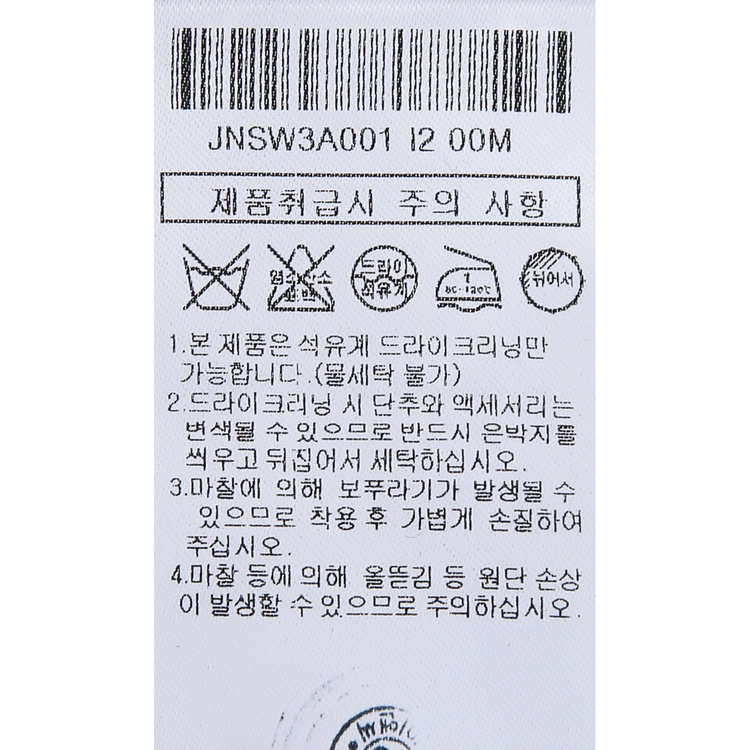 JNSW3A001 I2 00M
제품취급시 주의 사항
염소산소
표백
드라이
석유계
1
80-120℃
뉘어서
1.본 제품은 석유계 드라이크리닝만
가능합니다.(물세탁 불가)
2.드라이크리닝 시 단추와 액세서리는
변색될 수 있으므로 반드시 은박지를
씌우고 뒤집어서 세탁하십시오.
3.마찰에 의해 보푸라기가 발생될 수
있으므로 착용 후 가볍게 손질하여
주십시오.
4.마찰 등에 의해 올뜯김 등 원단 손상
이 발생할 수 있으므로 주의하십시오.